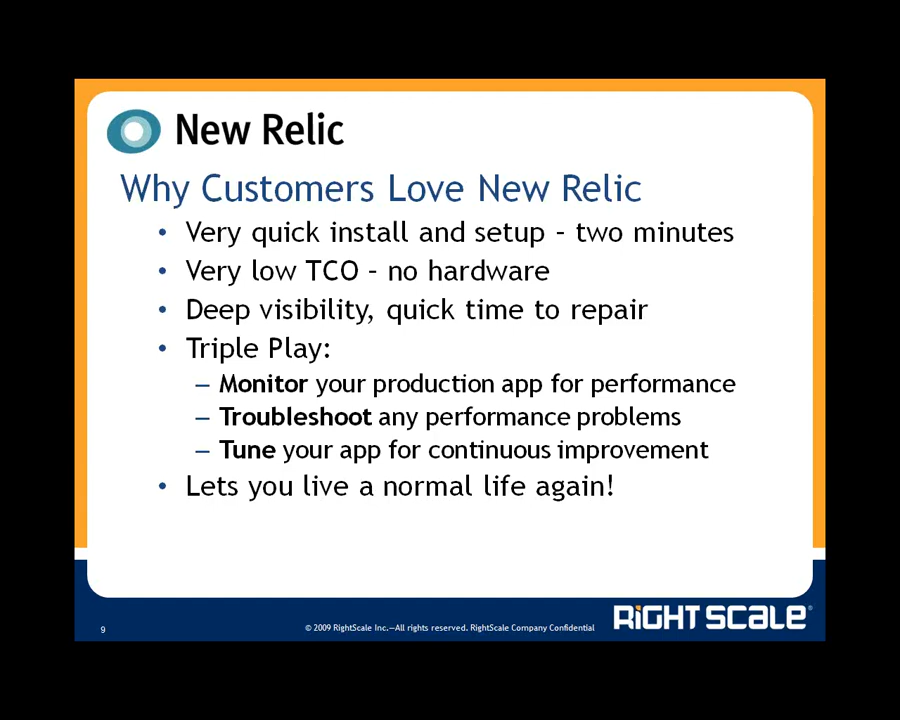 New Relic
Why Customers Love New Relic
• Very quick install and setup – two minutes
• Very low TCO – no hardware
• Deep visibility, quick time to repair
• Triple Play:
– Monitor your production app for performance
– Troubleshoot any performance problems
– Tune your app for continuous improvement
• Lets you live a normal life again!
9
© 2009 RightScale Inc.—All rights reserved. RightScale Company Confidential
RIGHT SCALE®